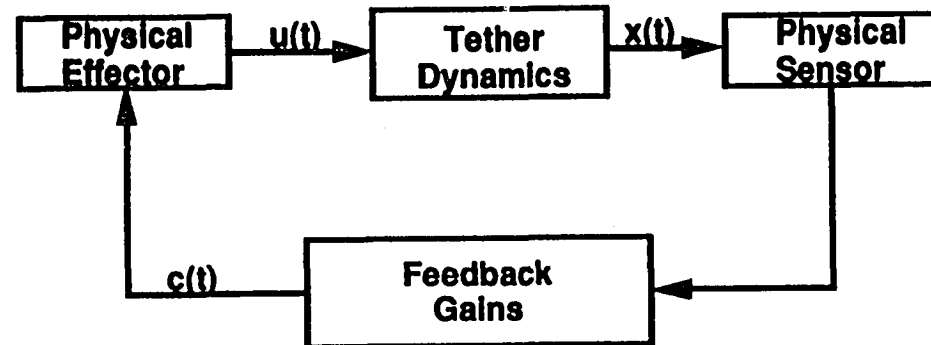 Physical
Effector
u(t)
Tether
Dynamics
x(t)
Physical
Sensor
c(t)
Feedback
Gains